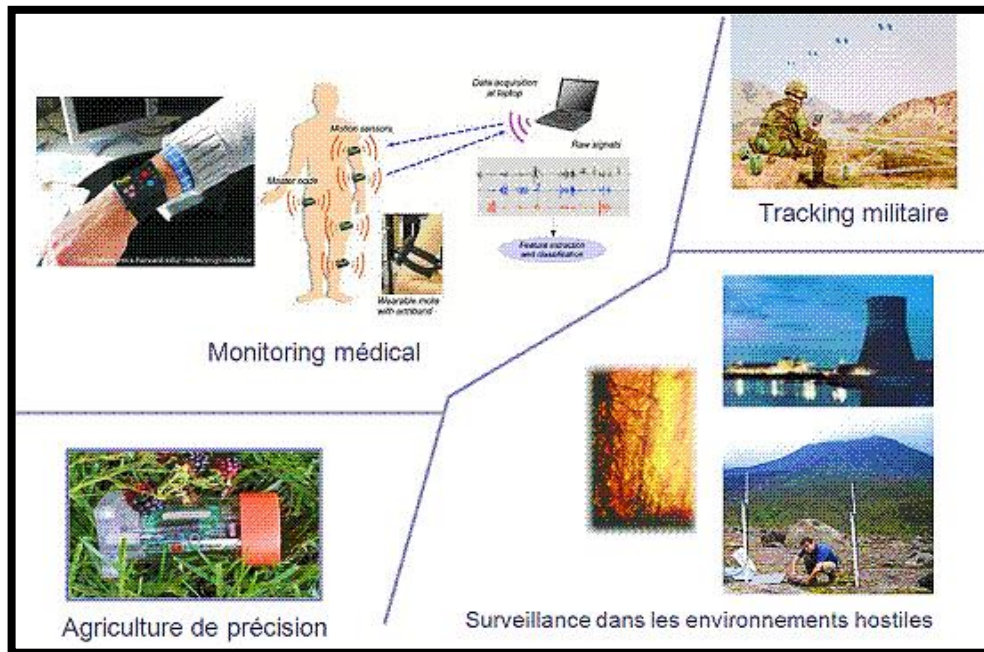 Data acquisition
at laptop
Motion sensors
Raw signals
Master node
Feature extraction
and classification
Wearable mote
with armband
Tracking militaire
Monitoring médical
Agriculture de précision
Surveillance dans les environnements hostiles